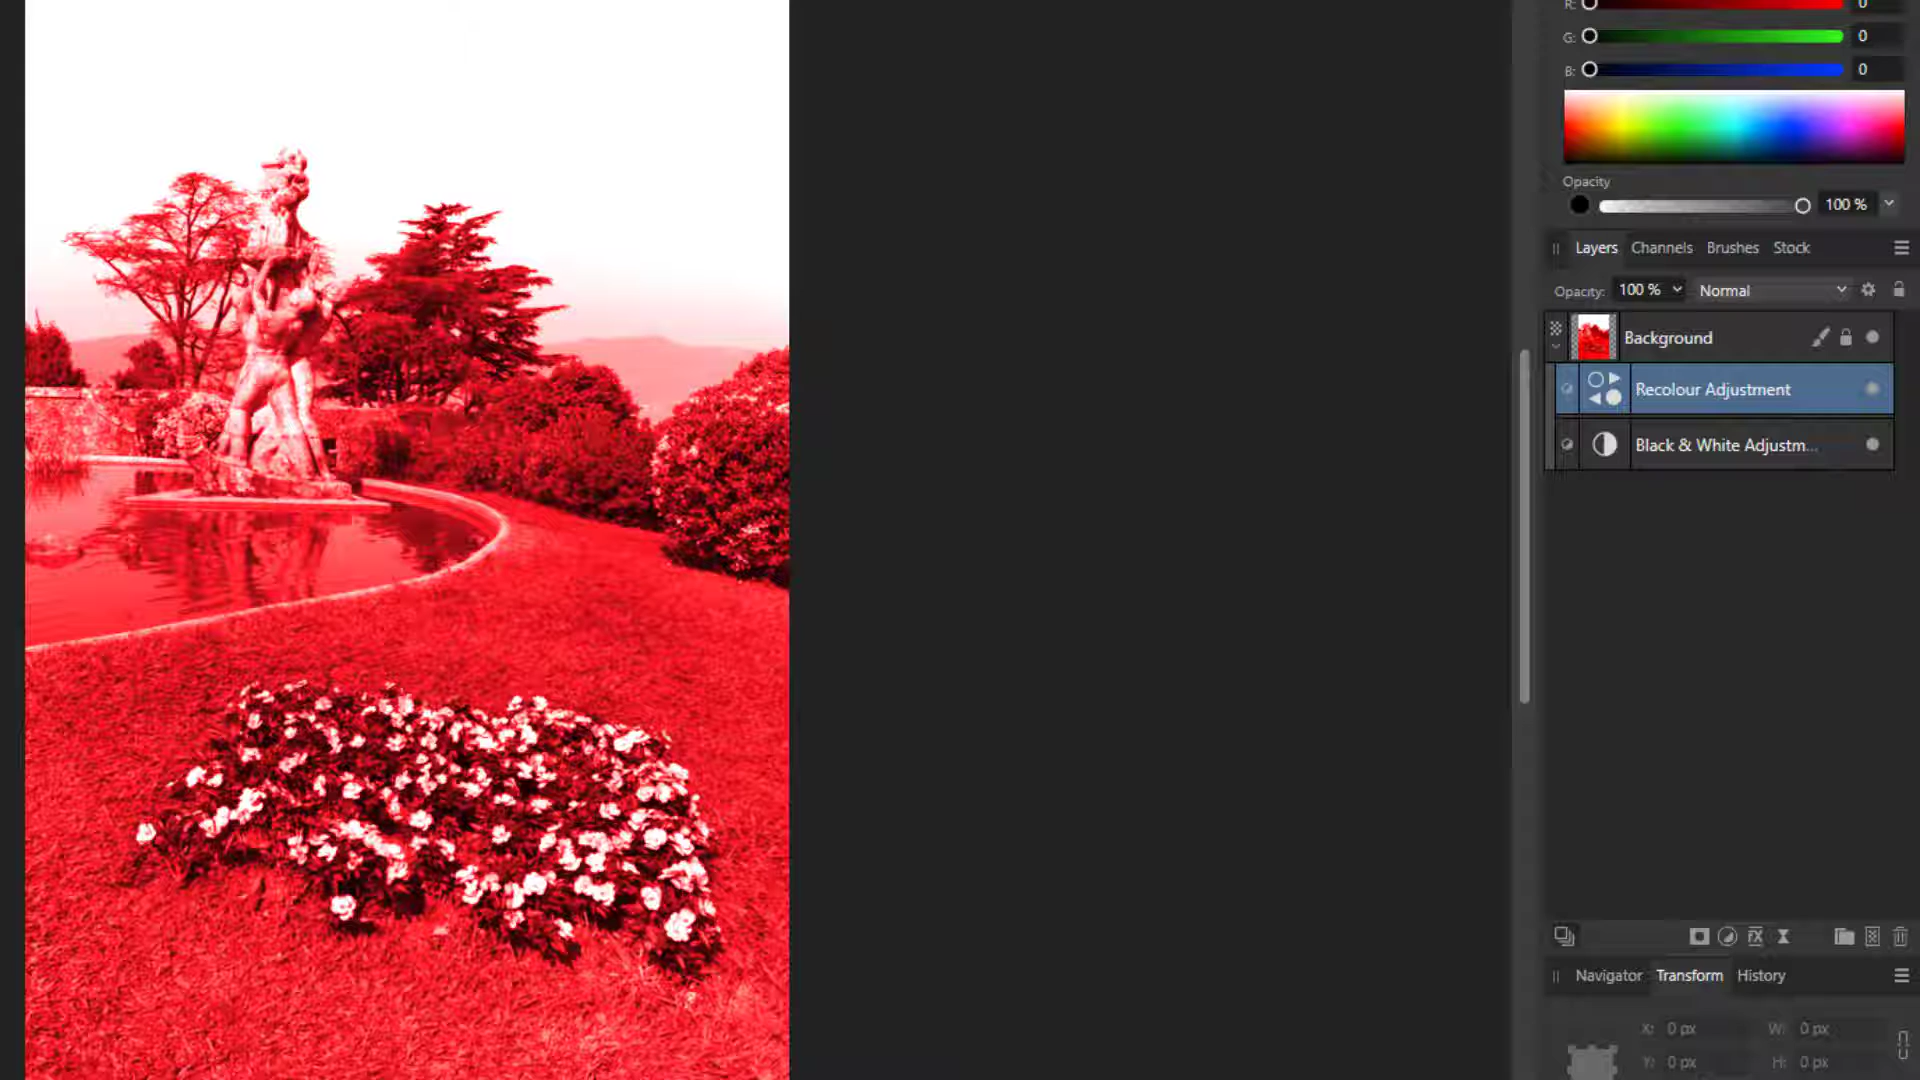 R: 0
G: 0
B: 0
Opacity
100 %
Layers Channels Brushes Stock
Opacity: 100 % Normal
Background
Recolour Adjustment
Black & White Adjustm...
Navigator Transform History
X: 0 px W: 0 px
Y: 0 px H: 0 px